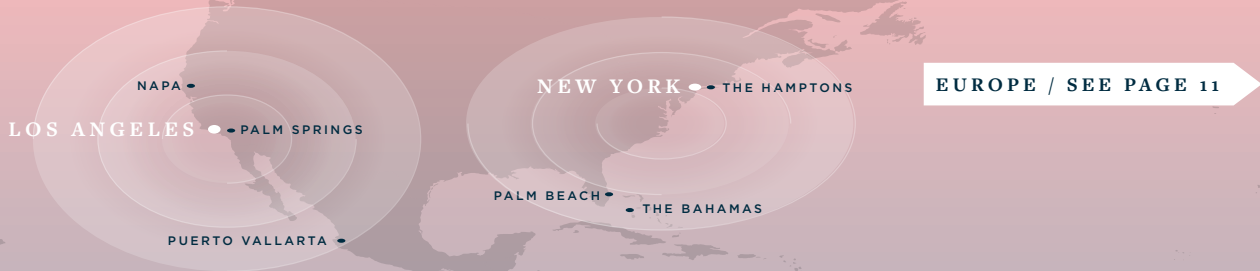 NAPA
LOS ANGELES
PALM SPRINGS
PUERTO VALLARTA
NEW YORK
THE HAMPTONS
PALM BEACH
THE BAHAMAS
EUROPE / SEE PAGE 11